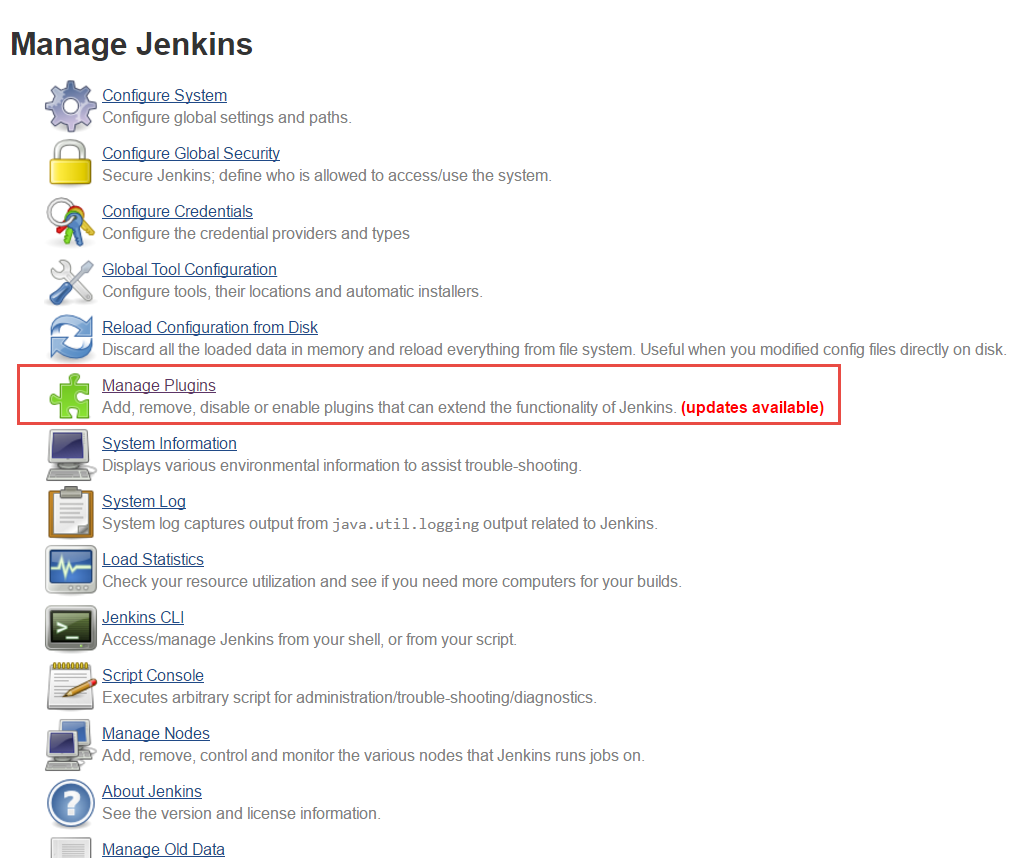 Manage Jenkins
Configure System
Configure global settings and paths.
Configure Global Security
Secure Jenkins; define who is allowed to access/use the system.
Configure Credentials
Configure the credential providers and types
Global Tool Configuration
Configure tools, their locations and automatic installers.
Reload Configuration from Disk
Discard all the loaded data in memory and reload everything from file system. Useful when you modified config files directly on disk.
Manage Plugins
Add, remove, disable or enable plugins that can extend the functionality of Jenkins. (updates available)
System Information
Displays various environmental information to assist trouble-shooting.
System Log
System log captures output from java.util.logging output related to Jenkins.
Load Statistics
Check your resource utilization and see if you need more computers for your builds.
Jenkins CLI
Access/manage Jenkins from your shell, or from your script.
Script Console
Executes arbitrary script for administration/trouble-shooting/diagnostics.
Manage Nodes
Add, remove, control and monitor the various nodes that Jenkins runs jobs on.
About Jenkins
See the version and license information.
Manage Old Data